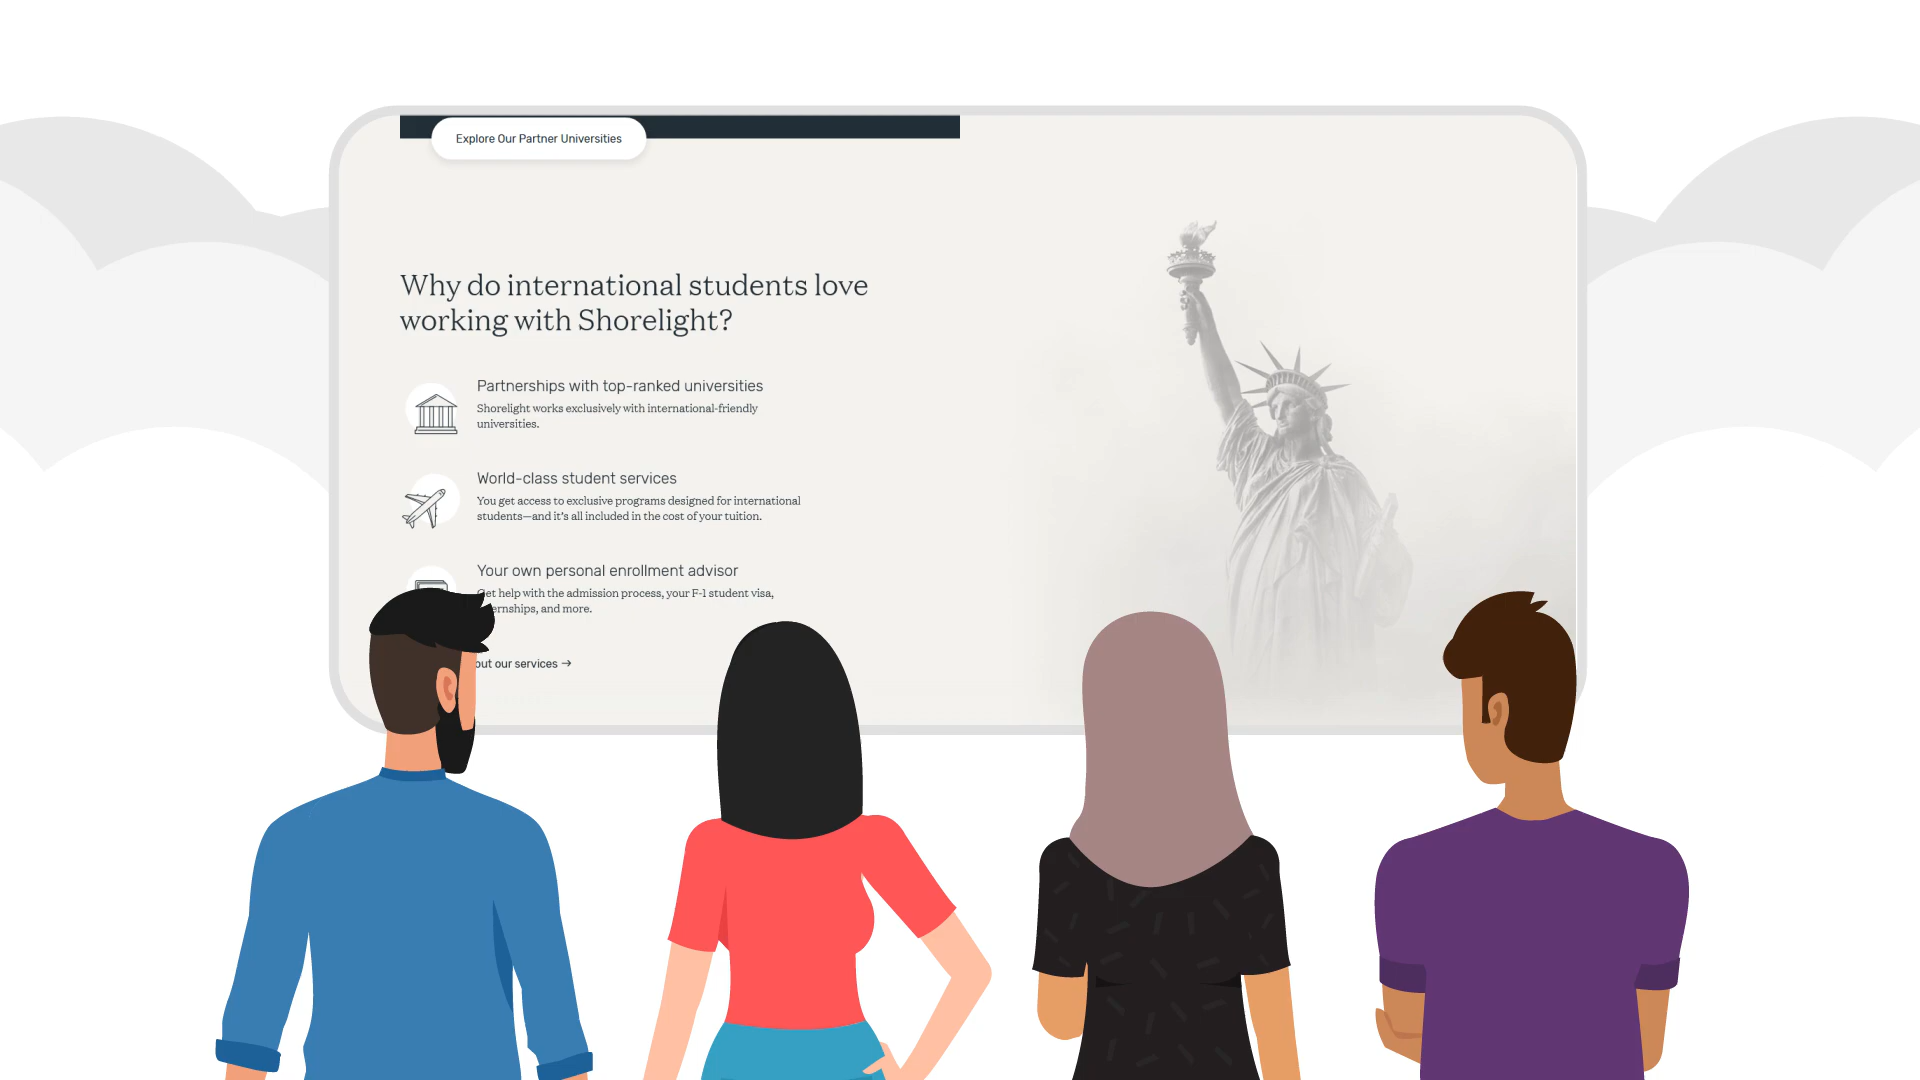 Explore Our Partner Universities
Why do international students love
working with Shorelight?
Partnerships with top-ranked universities
Shorelight works exclusively with international-friendly
universities.
World-class student services
You get access to exclusive programs designed for international
students—and it's all included in the cost of your tuition.
Your own personal enrollment advisor
Get help with the admission process, your F-1 student visa,
and more.
our services →